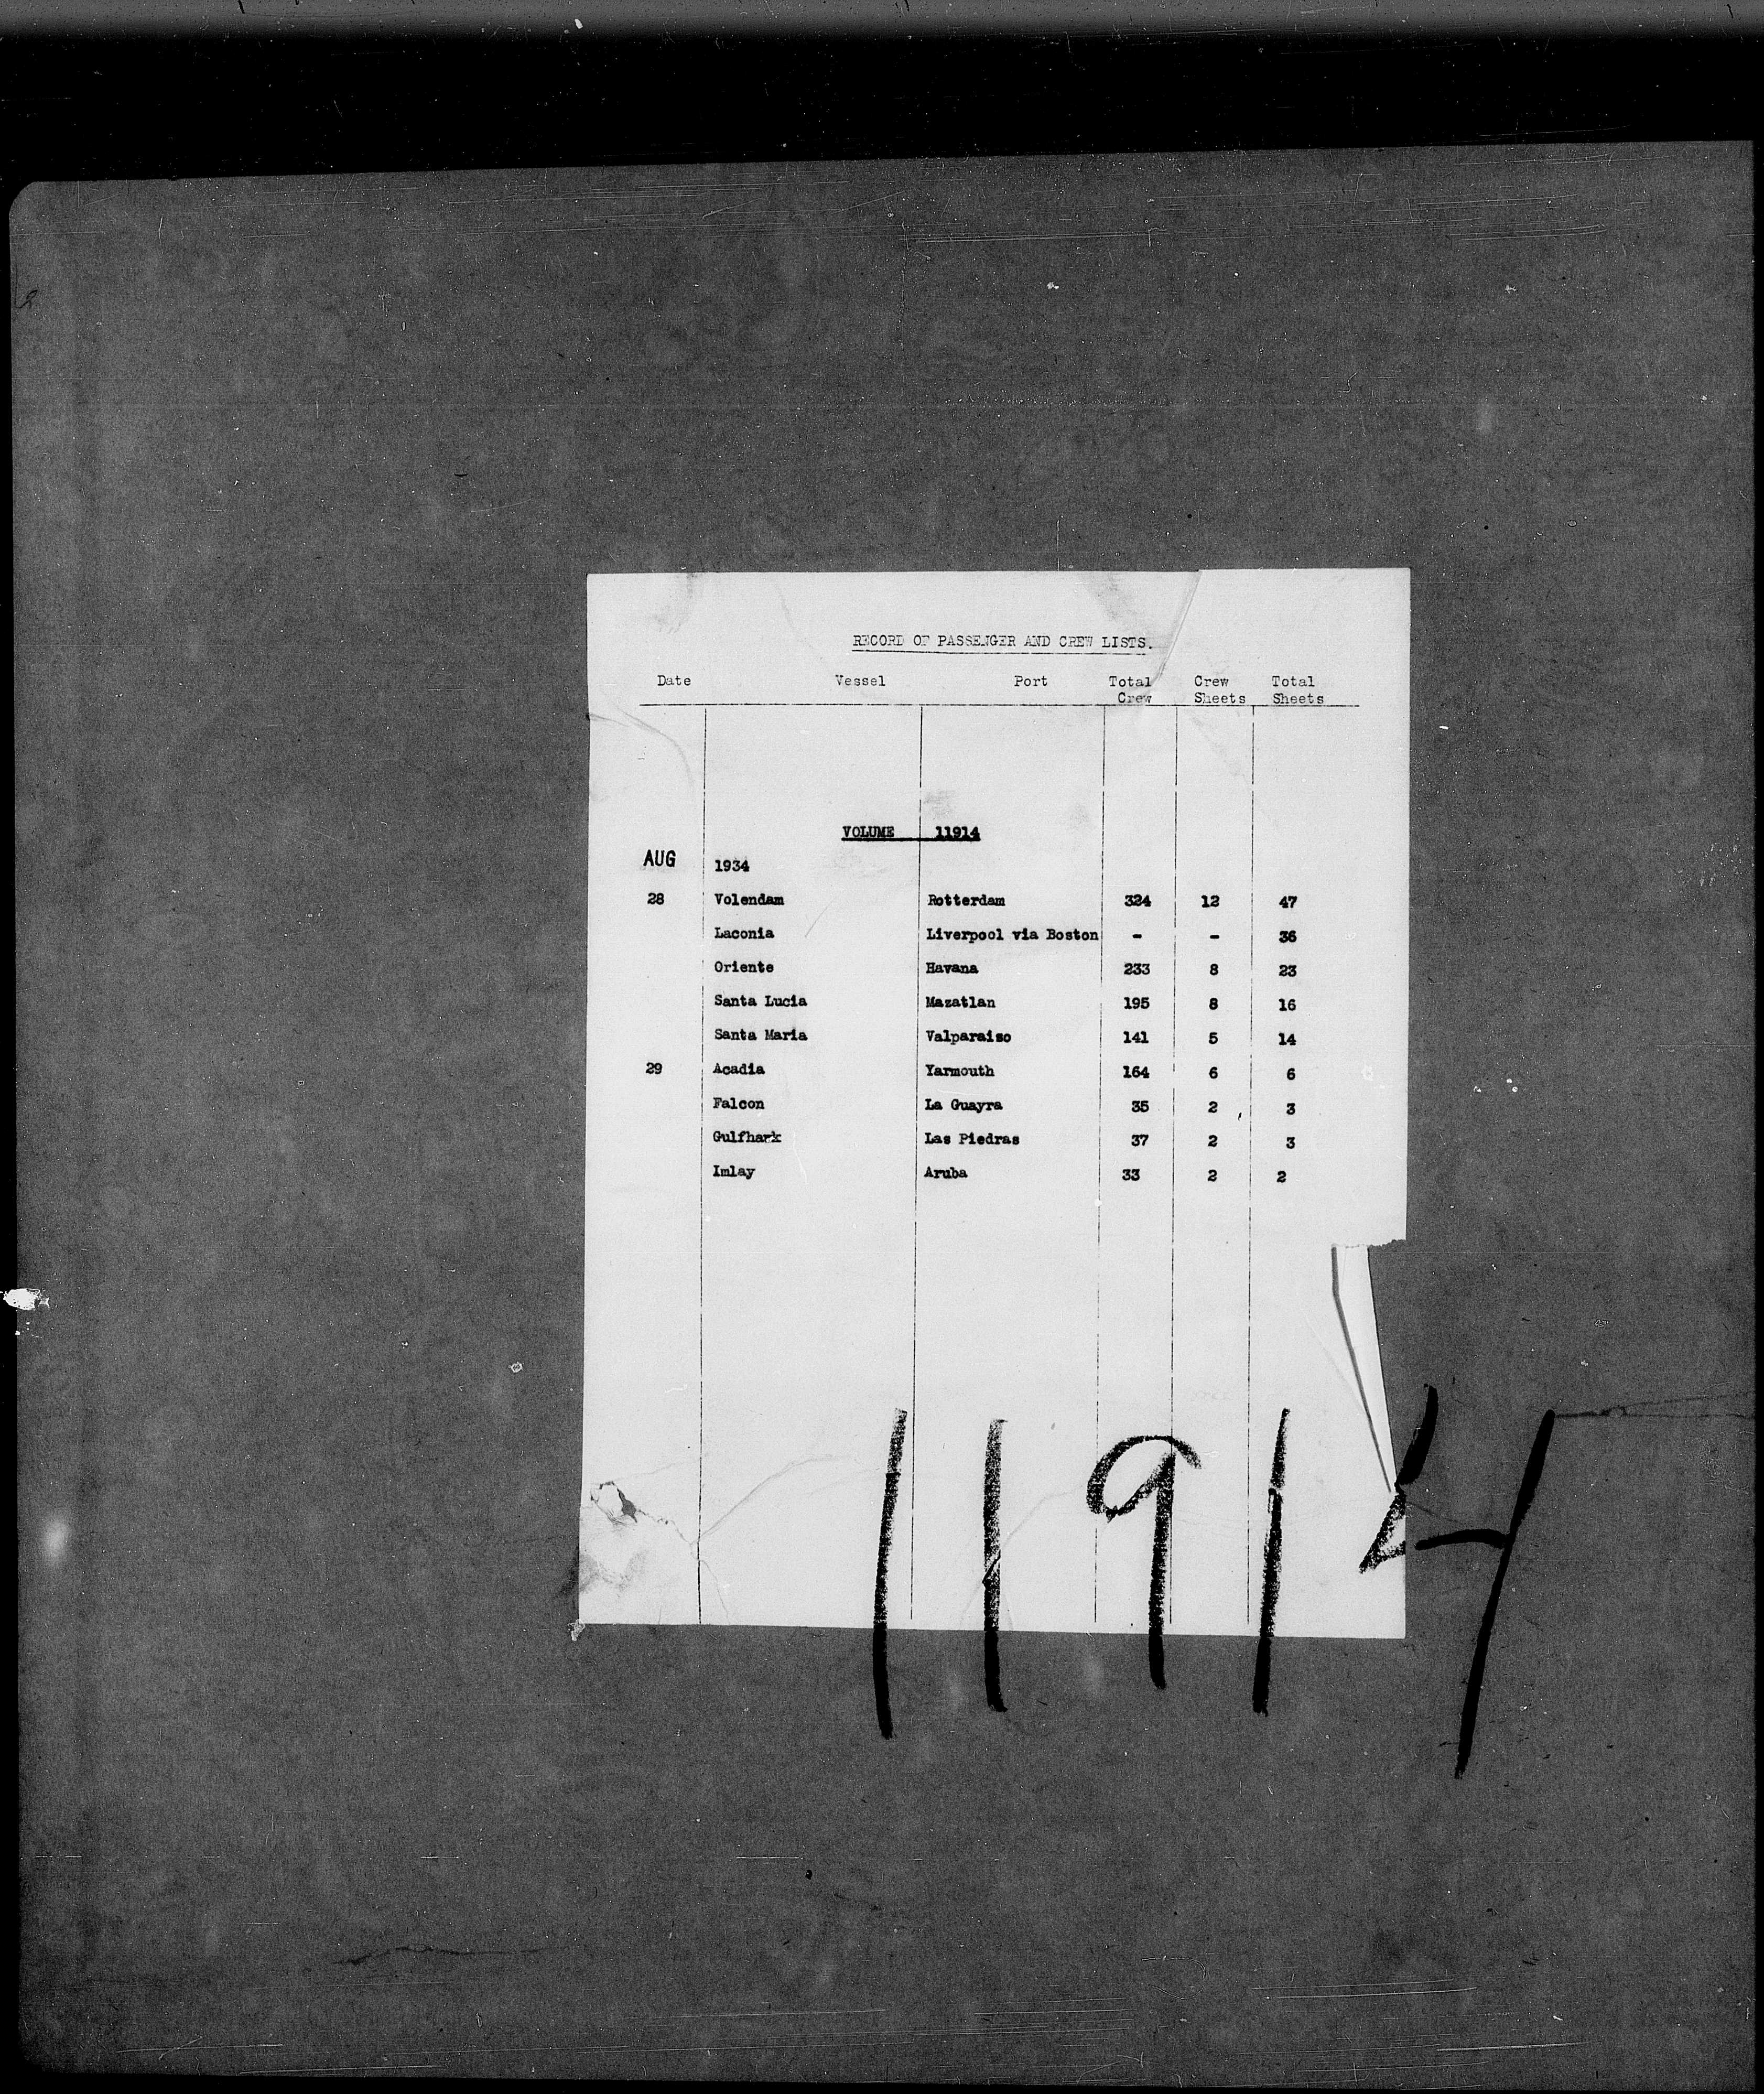 RECORD OF PASSENGER AND CREW LISTS.
Date Vessel Port Total Crew Total
Crew Sheets Sheets
VOLUME 11914
AUG 1934
28 Volendam Rotterdam 324 12 47
Laconia Liverpool via Boston - - 36
Oriente Havana 233 8 23
Santa Lucia Mazatlan 195 8 16
Santa Maria Valparaiso 141 5 14
29 Acadia Yarmouth 164 6 6
Falcon La Guayra 35 2 3
Gulfhark Las Piedras 37 2 3
Imlay Aruba 33 2 2
11914